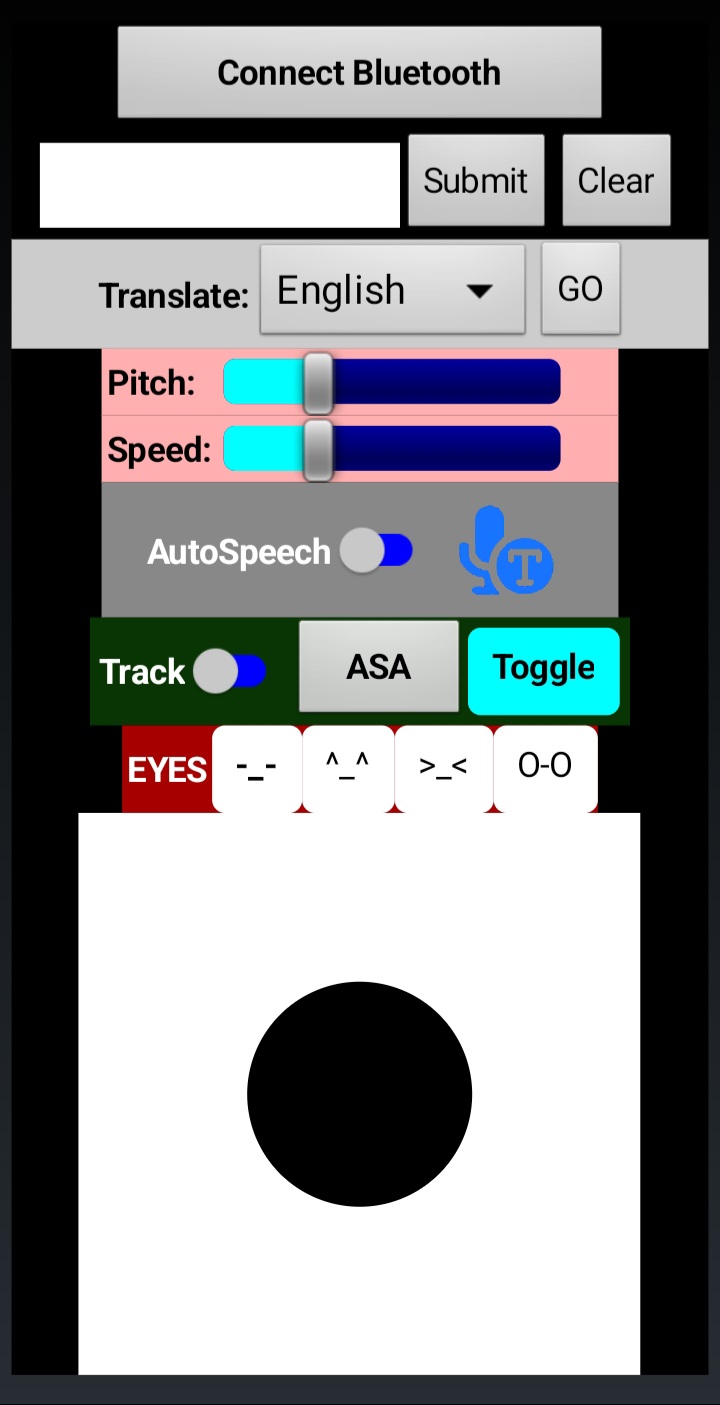 Connect Bluetooth
Submit Clear
Translate: English GO
Pitch:
Speed:
AutoSpeech T
Track ASA Toggle
EYES -_- ^_^ >_< O-O